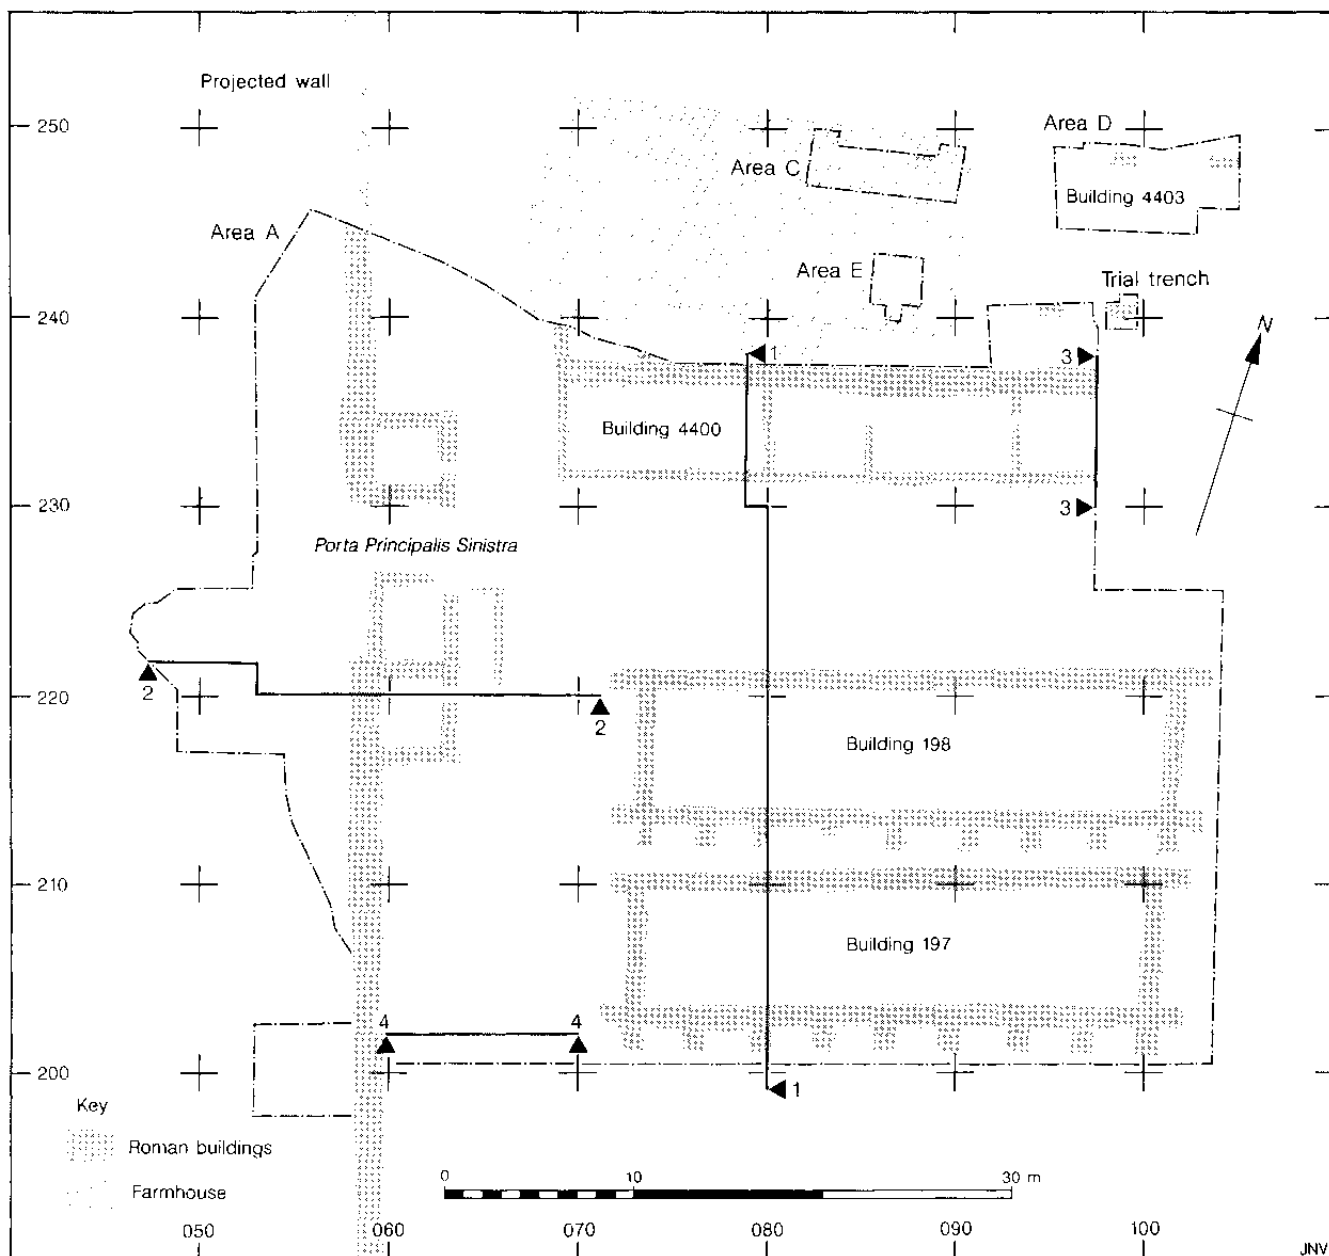 Projected wall
250
Area D
Area C
Building 4403
Area A
Area E
Trial trench
240
N
1
3
Building 4400
230
3
Porta Principalis Sinistra
2
220
2
Building 198
210
Building 197
4
4
200
1
Key
Roman buildings
Farmhouse
0
10
30 m
050
060
070
080
090
100
JNV